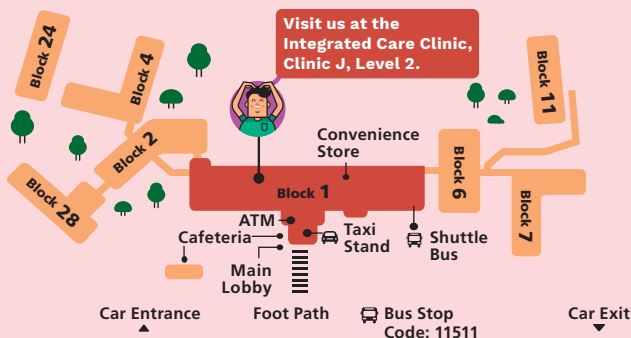 Visit us at the
Integrated Care Clinic,
Clinic J, Level 2.
Block 24
Block 4
Block 11
Block 2
Convenience
Store
Block 28
Block 1
Block 6
Block 7
ATM
Cafeteria
Taxi
Stand
Shuttle
Bus
Main
Lobby
Car Entrance
Foot Path
Bus Stop
Code: 11511
Car Exit